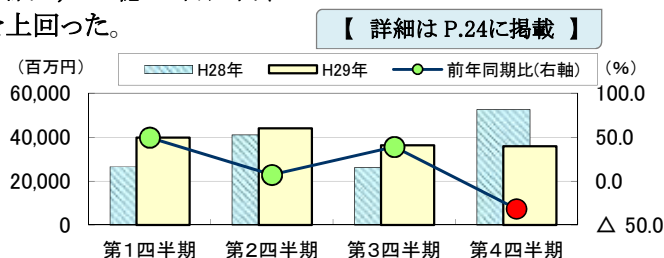 を上回った。
【 詳細は P.24に掲載 】
(百万円) H28年 H29年 前年同期比(右軸) (%)
60,000 100.0
40,000 50.0
20,000 0.0
0 △ 50.0
第1四半期 第2四半期 第3四半期 第4四半期